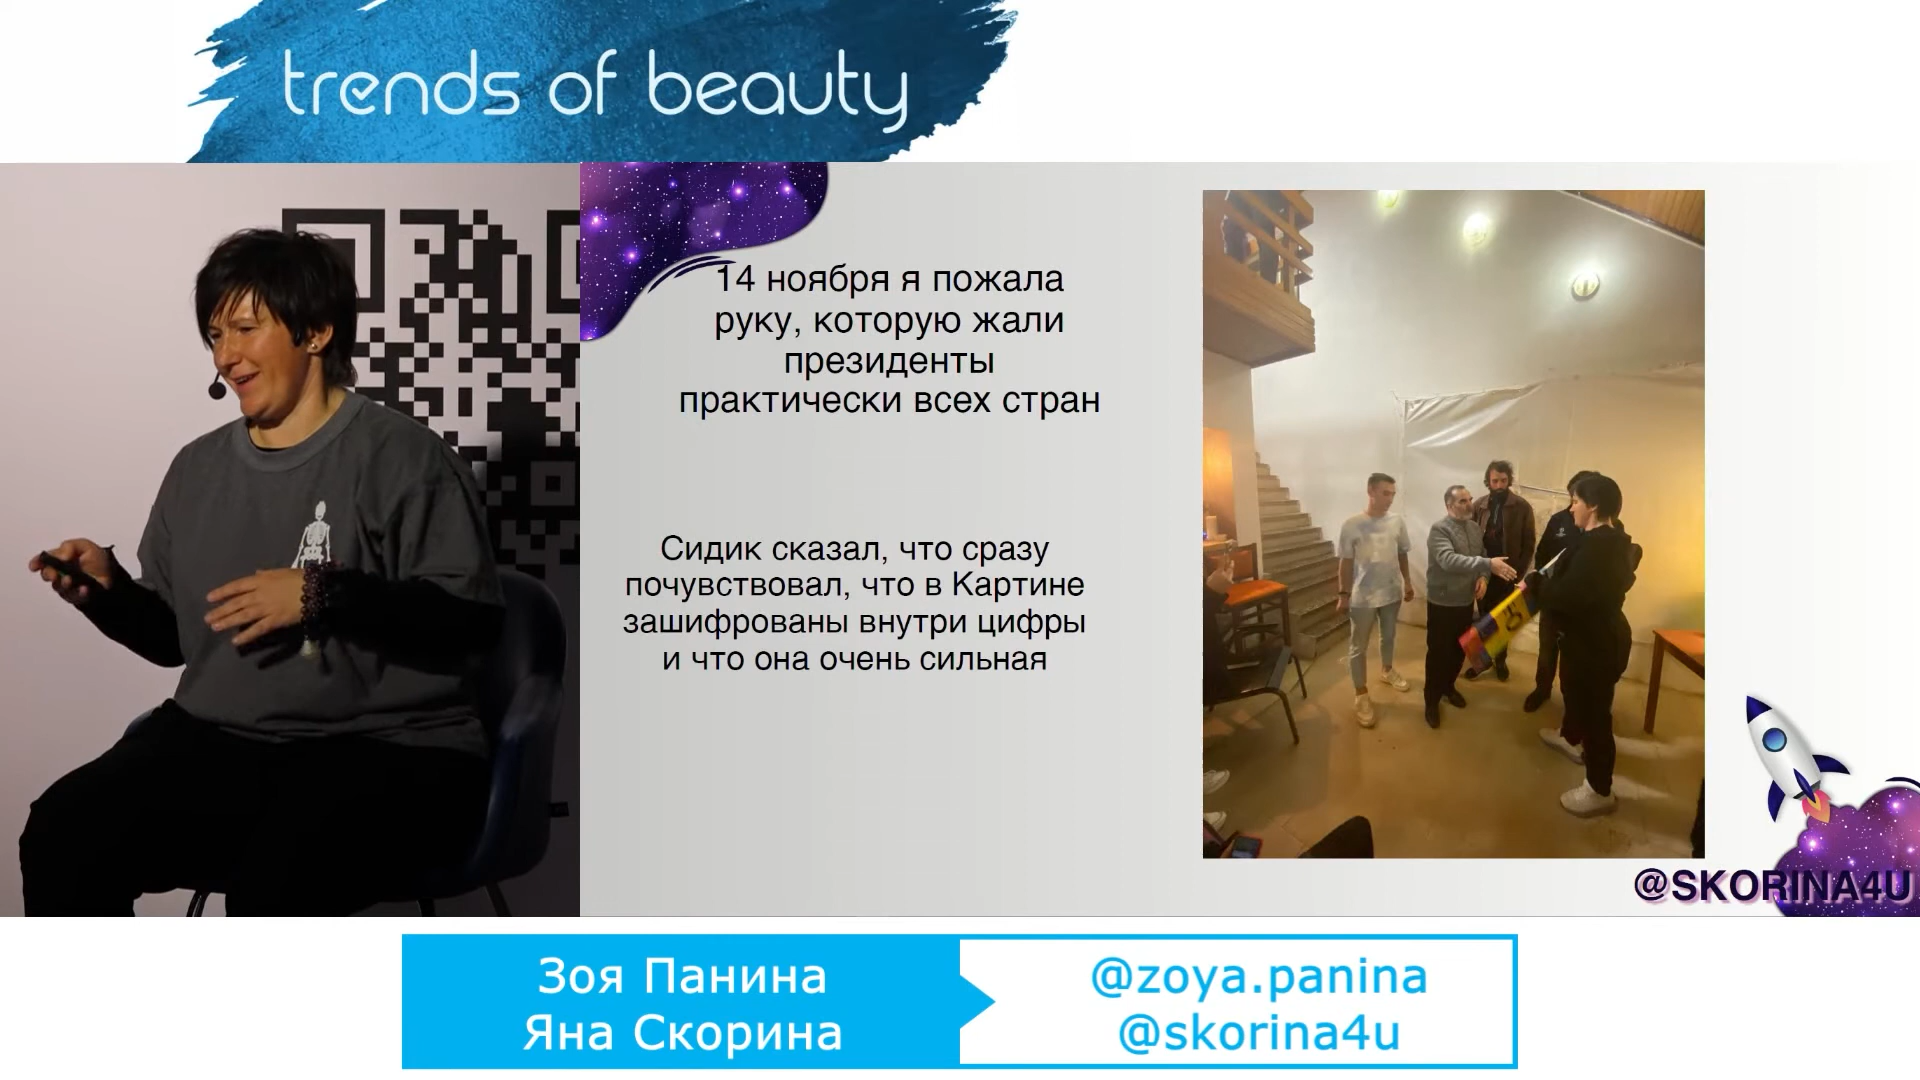 trends of beauty
14 ноября я пожала
руку, которую жали
президенты
практически всех стран
Сидик сказал, что сразу
почувствовал, что в Картине
зашифрованы внутри цифры
и что она очень сильная
@SKORINA4U
Зоя Панина
Яна Скорина
@zoya.panina
@skorina4u